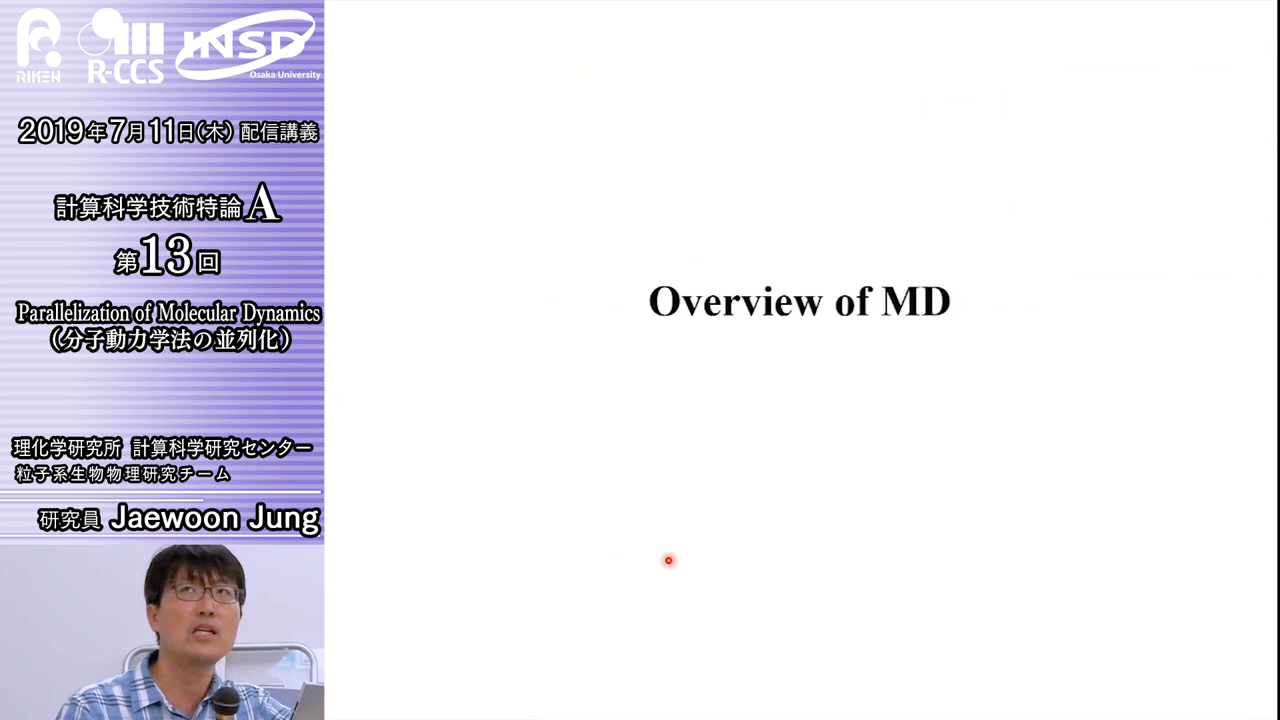 RIKEN
R-CCS
INSD
Osaka University
2019年7月11日(木) 配信講義
計算科学技術特論A
第13回
Parallelization of Molecular Dynamics
(分子動力学法の並列化)
理化学研究所 計算科学研究センター
粒子系生物物理研究チーム
研究員 Jaewoon Jung
Overview of MD